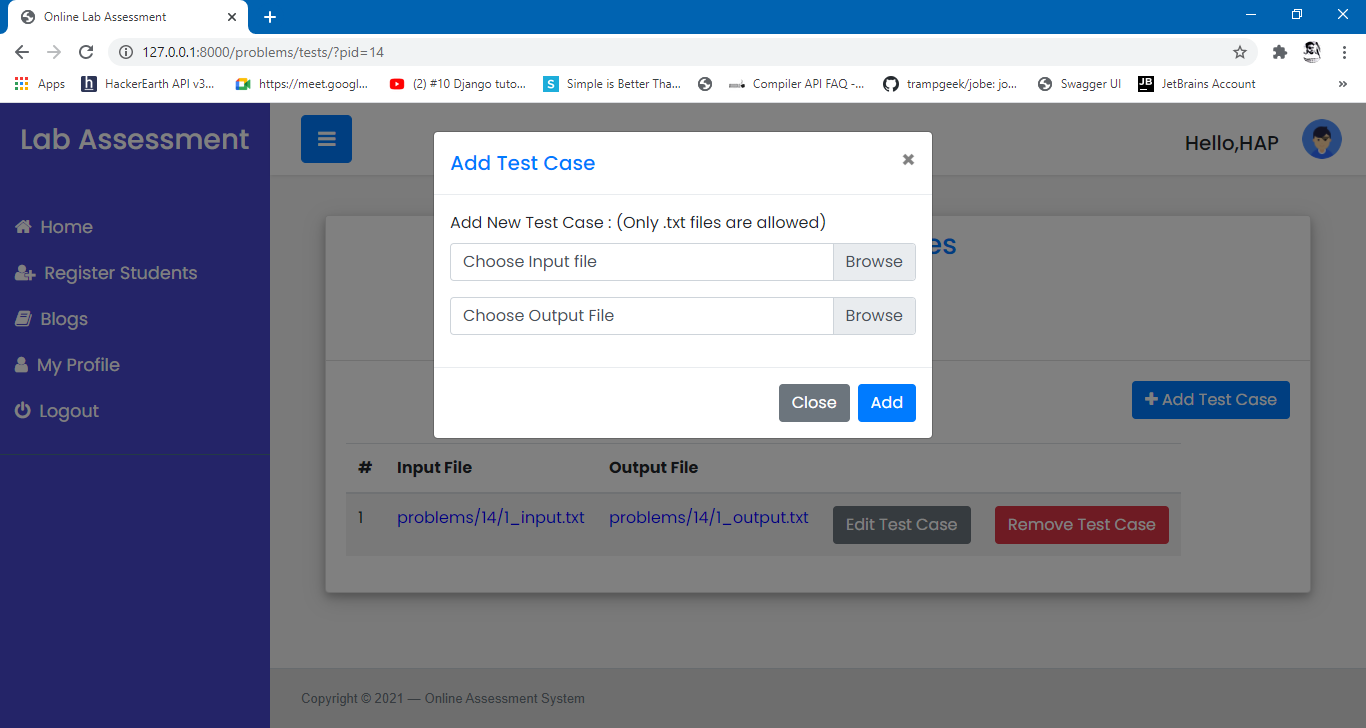 Online Lab Assessment
127.0.0.1:8000/problems/tests/?pid=14
Apps
HackerEarth API v3...
https://meet.googl...
(2) #10 Django tuto...
Simple is Better Tha...
Compiler API FAQ -...
trampgeek/jobe: jo...
Swagger UI
JetBrains Account
Lab Assessment
Hello,HAP
Home
Register Students
Blogs
My Profile
Logout
Add Test Case
Add New Test Case : (Only .txt files are allowed)
Choose Input file Browse
Choose Output File Browse
Close Add
es
Add Test Case
# Input File Output File
1 problems/14/1_input.txt problems/14/1_output.txt Edit Test Case Remove Test Case
Copyright © 2021 — Online Assessment System